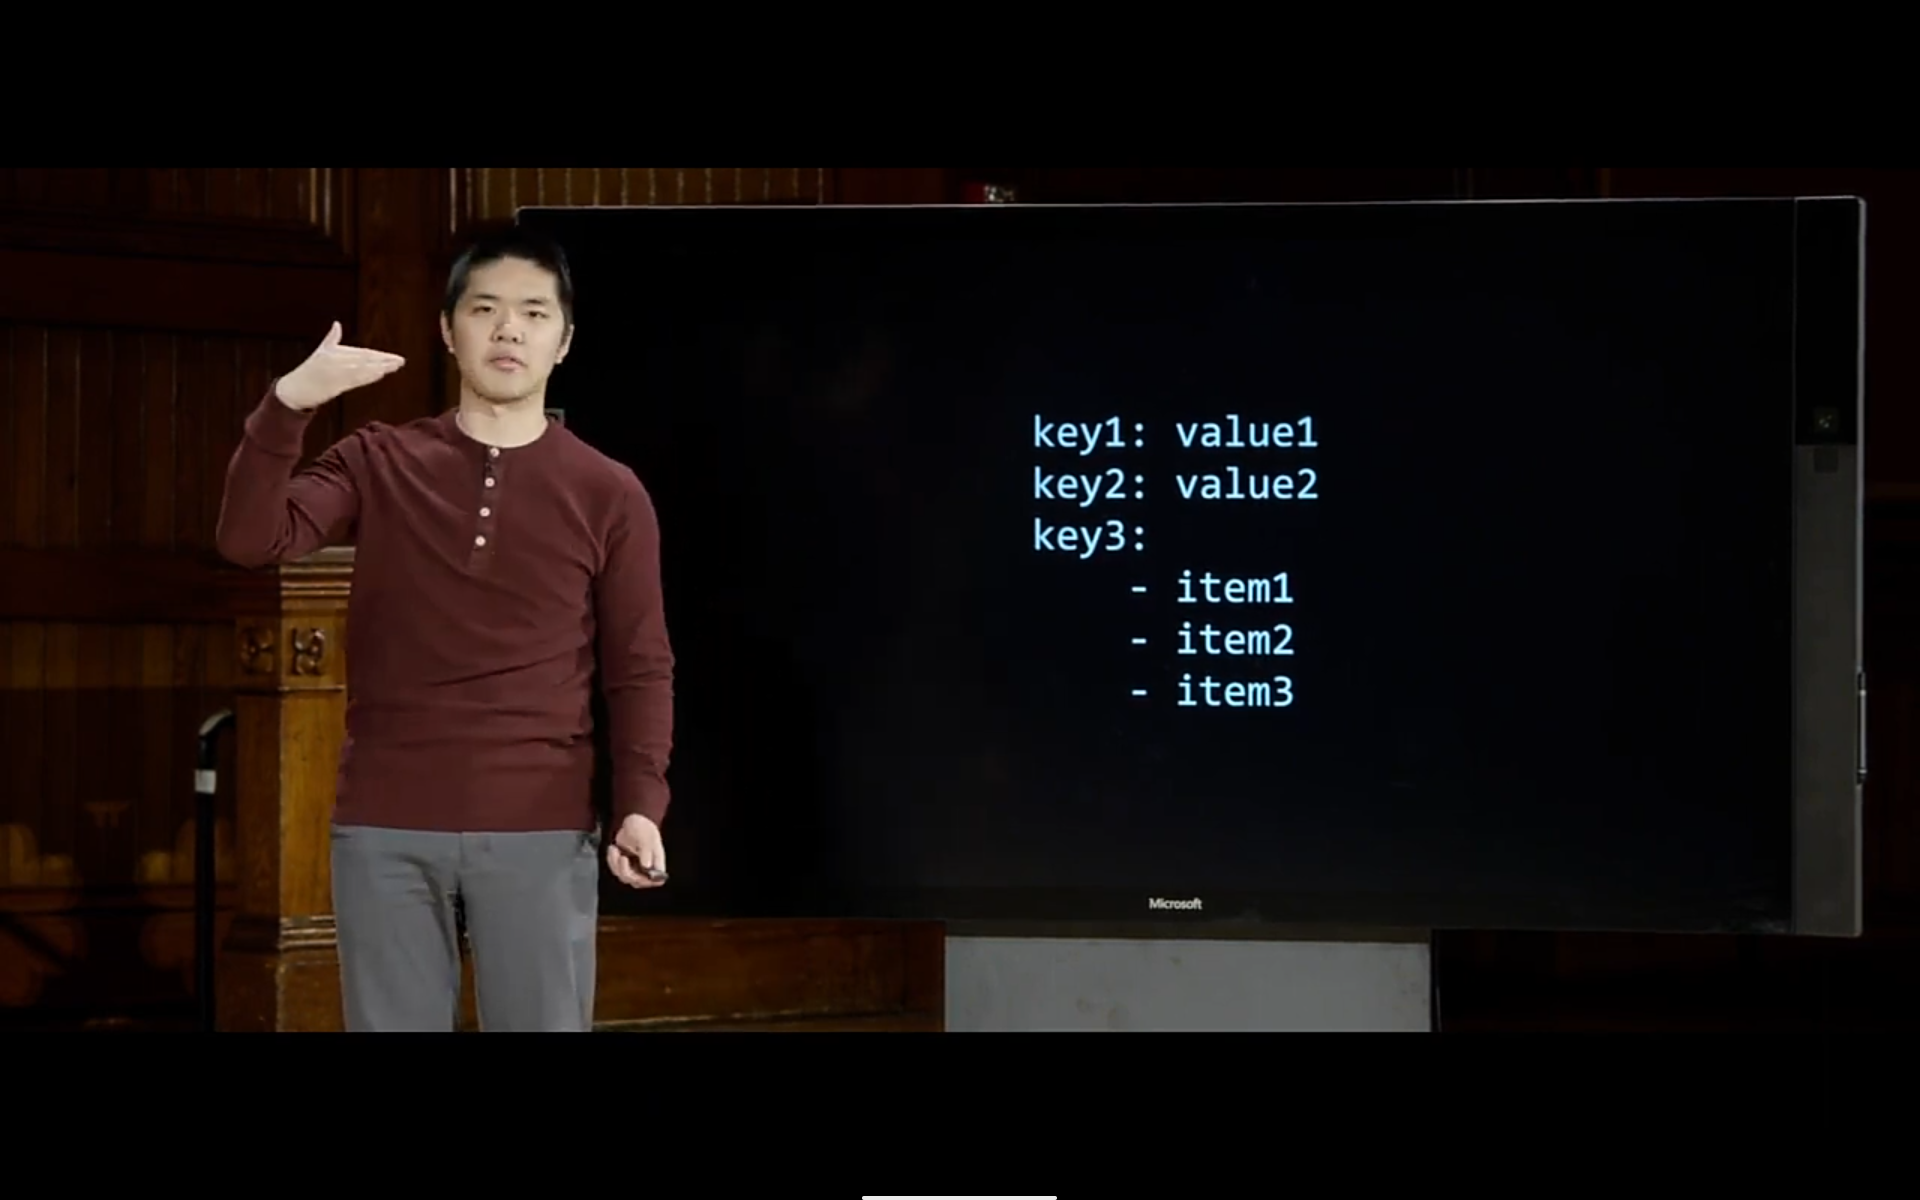 key1: value1
key2: value2
key3:
    - item1
    - item2
    - item3
Microsoft